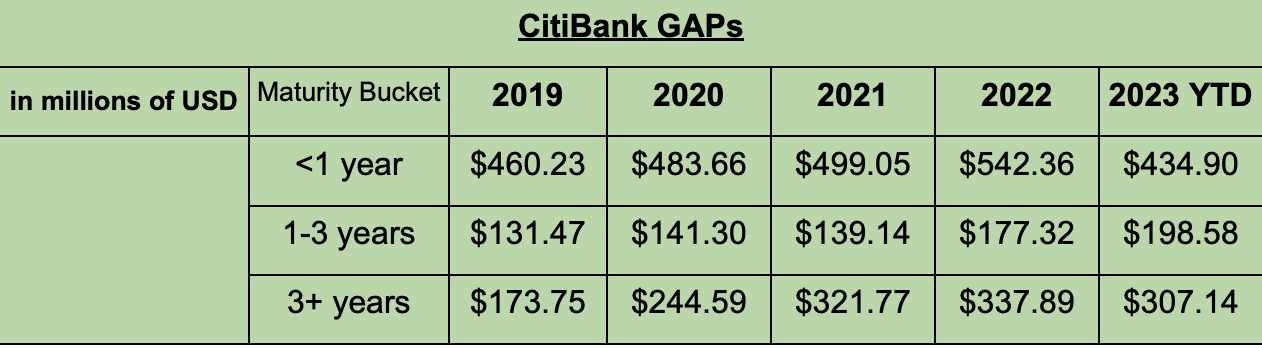 CitiBank GAPs
in millions of USD Maturity Bucket 2019 2020 2021 2022 2023 YTD
<1 year $460.23 $483.66 $499.05 $542.36 $434.90
1-3 years $131.47 $141.30 $139.14 $177.32 $198.58
3+ years $173.75 $244.59 $321.77 $337.89 $307.14